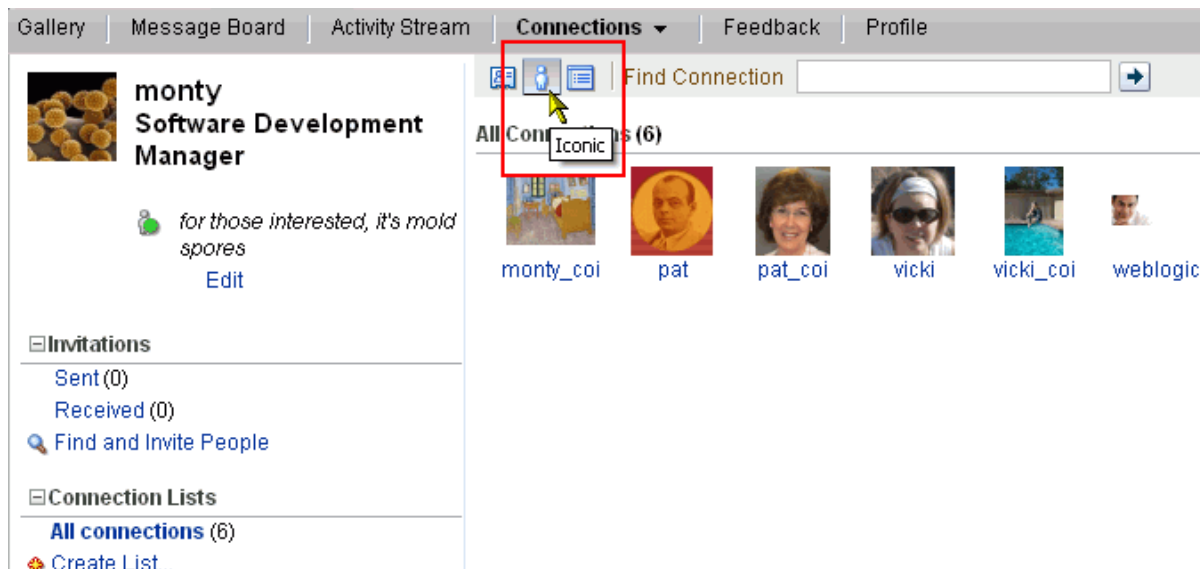 Gallery Message Board Activity Stream Connections Feedback Profile
monty
Software Development
Manager
for those interested, it's mold
spores
Edit
Invitations
Sent (0)
Received (0)
Find and Invite People
Connection Lists
All connections (6)
Create List...
Find Connection
Iconic
All Connections (6)
monty_coi pat pat_coi vicki vicki_coi weblogic